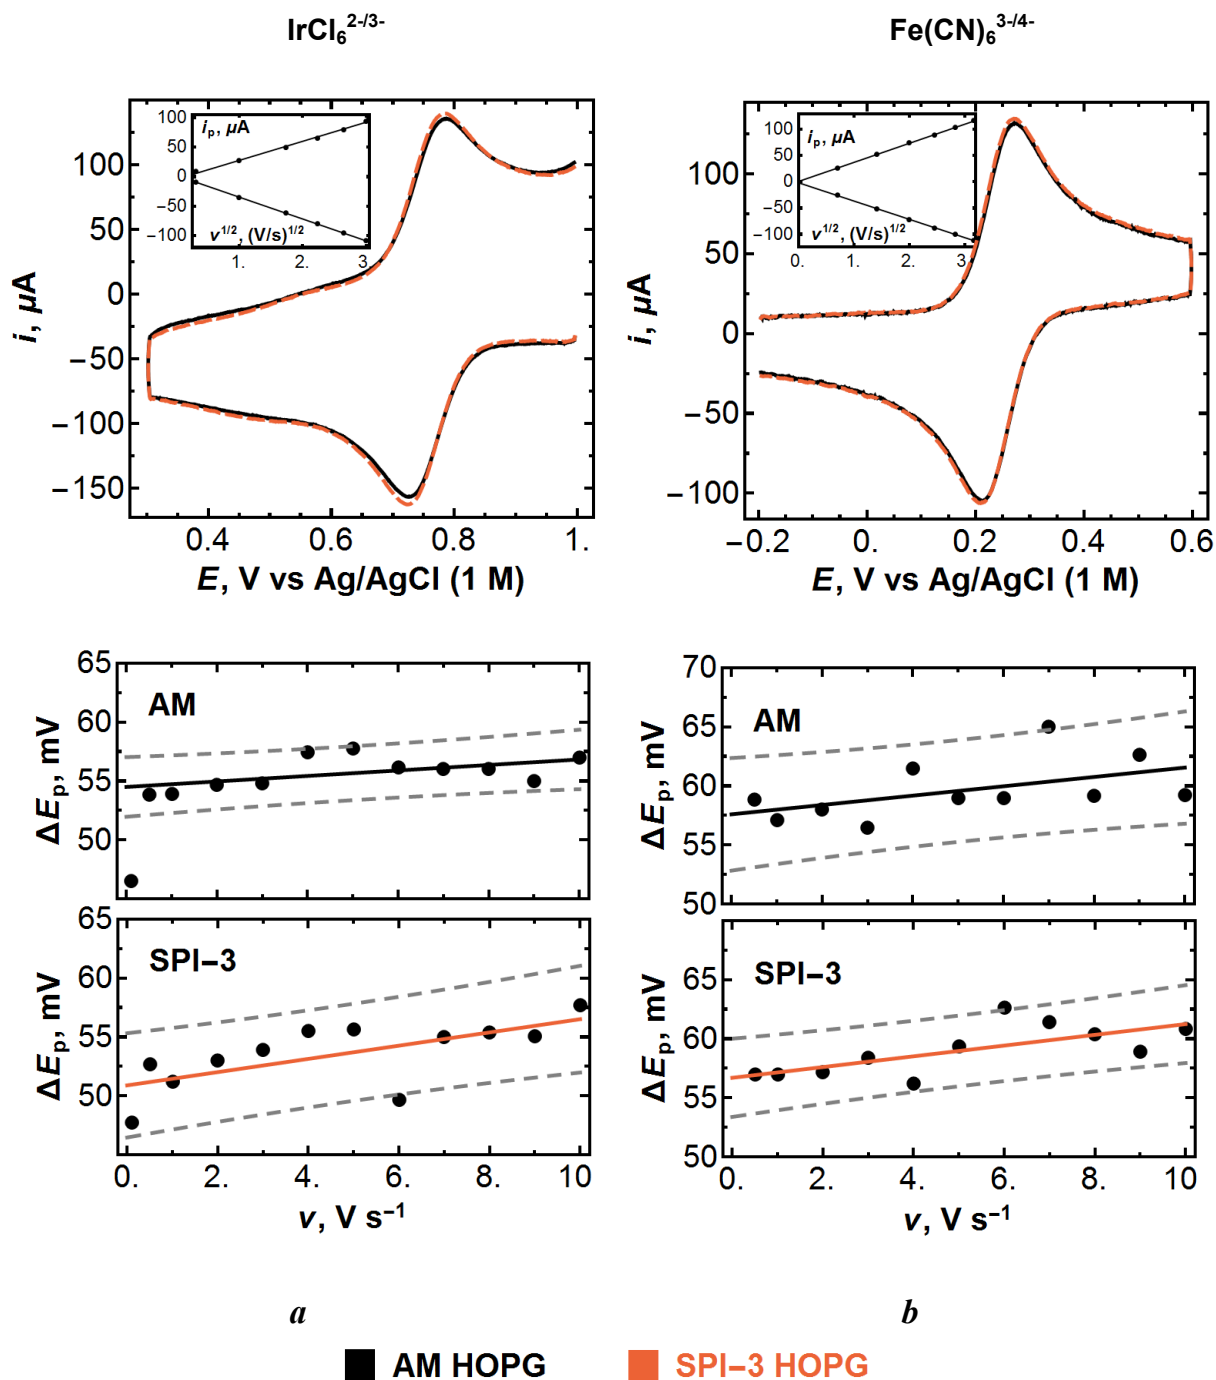 IrCl₆²⁻/³⁻
Fe(CN)₆³⁻/⁴⁻
100
50
0
−50
−100
iₚ, μA
v¹/², (V/s)¹/²
1. 2. 3.
100
50
0
−50
−100
−150
i, μA
0.4 0.6 0.8 1.
E, V vs Ag/AgCl (1 M)
100
50
0
−50
−100
iₚ, μA
v¹/², (V/s)¹/²
0. 1. 2. 3.
100
50
0
−50
−100
i, μA
−0.2 0. 0.2 0.4 0.6
E, V vs Ag/AgCl (1 M)
65
60
55
50
ΔEₚ, mV
AM
65
60
55
50
ΔEₚ, mV
SPI−3
0. 2. 4. 6. 8. 10
v, V s⁻¹
70
65
60
55
50
ΔEₚ, mV
AM
70
65
60
55
50
ΔEₚ, mV
SPI−3
0. 2. 4. 6. 8. 10
v, V s⁻¹
a
b
AM HOPG
SPI−3 HOPG